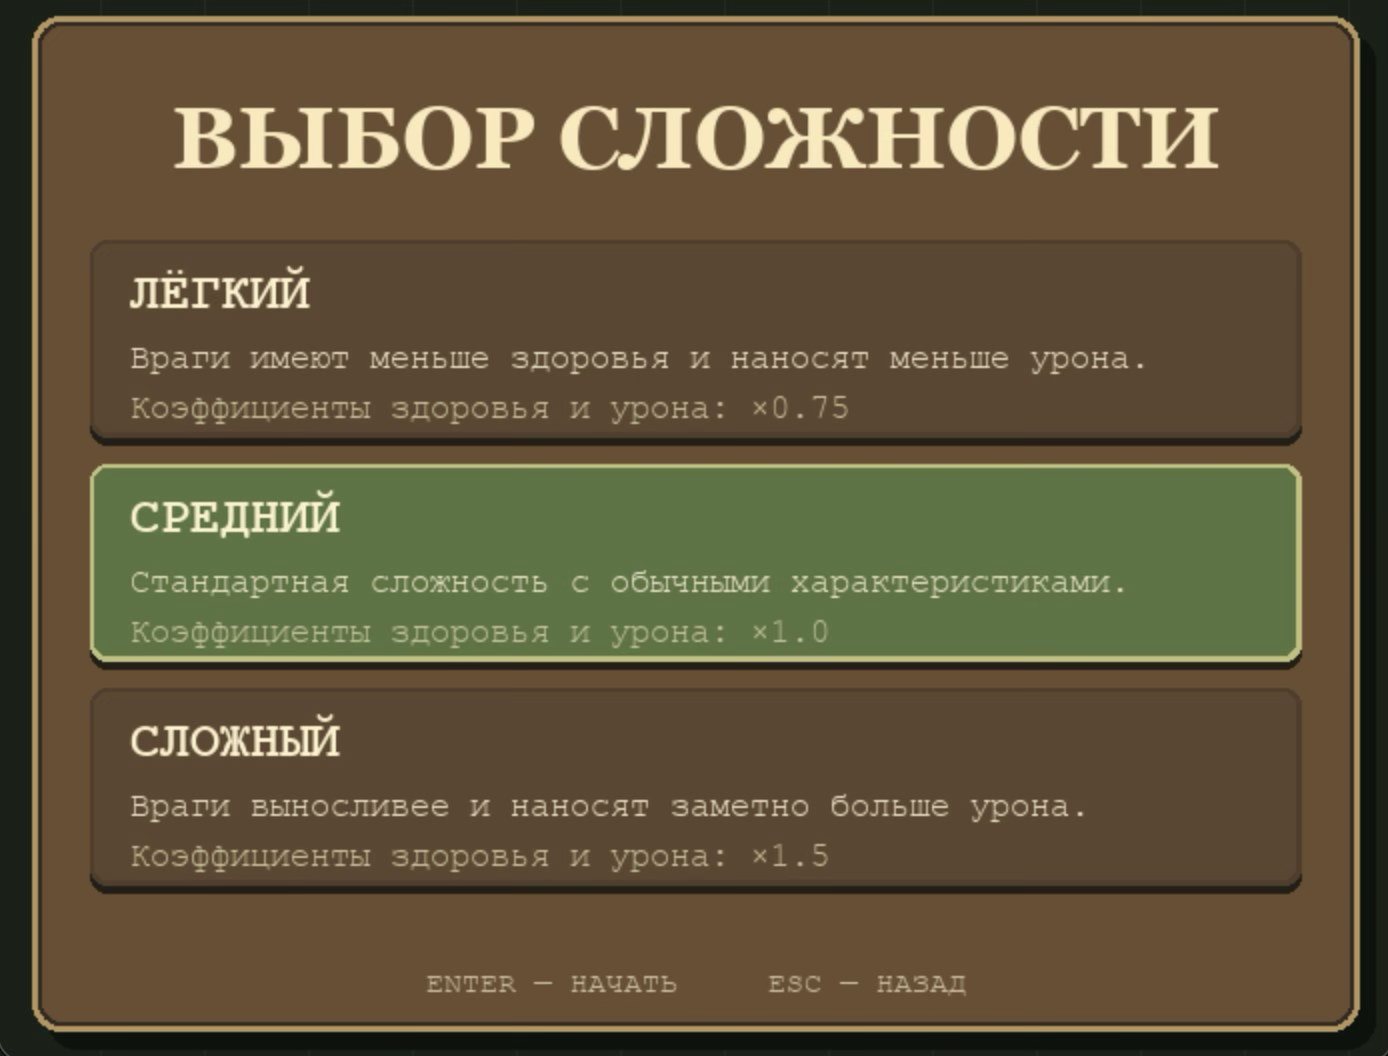 ВЫБОР СЛОЖНОСТИ
ЛЁГКИЙ
Враги имеют меньше здоровья и наносят меньше урона.
Коэффициенты здоровья и урона: ×0.75
СРЕДНИЙ
Стандартная сложность с обычными характеристиками.
Коэффициенты здоровья и урона: ×1.0
СЛОЖНЫЙ
Враги выносливее и наносят заметно больше урона.
Коэффициенты здоровья и урона: ×1.5
ENTER — НАЧАТЬ ESC — НАЗАД